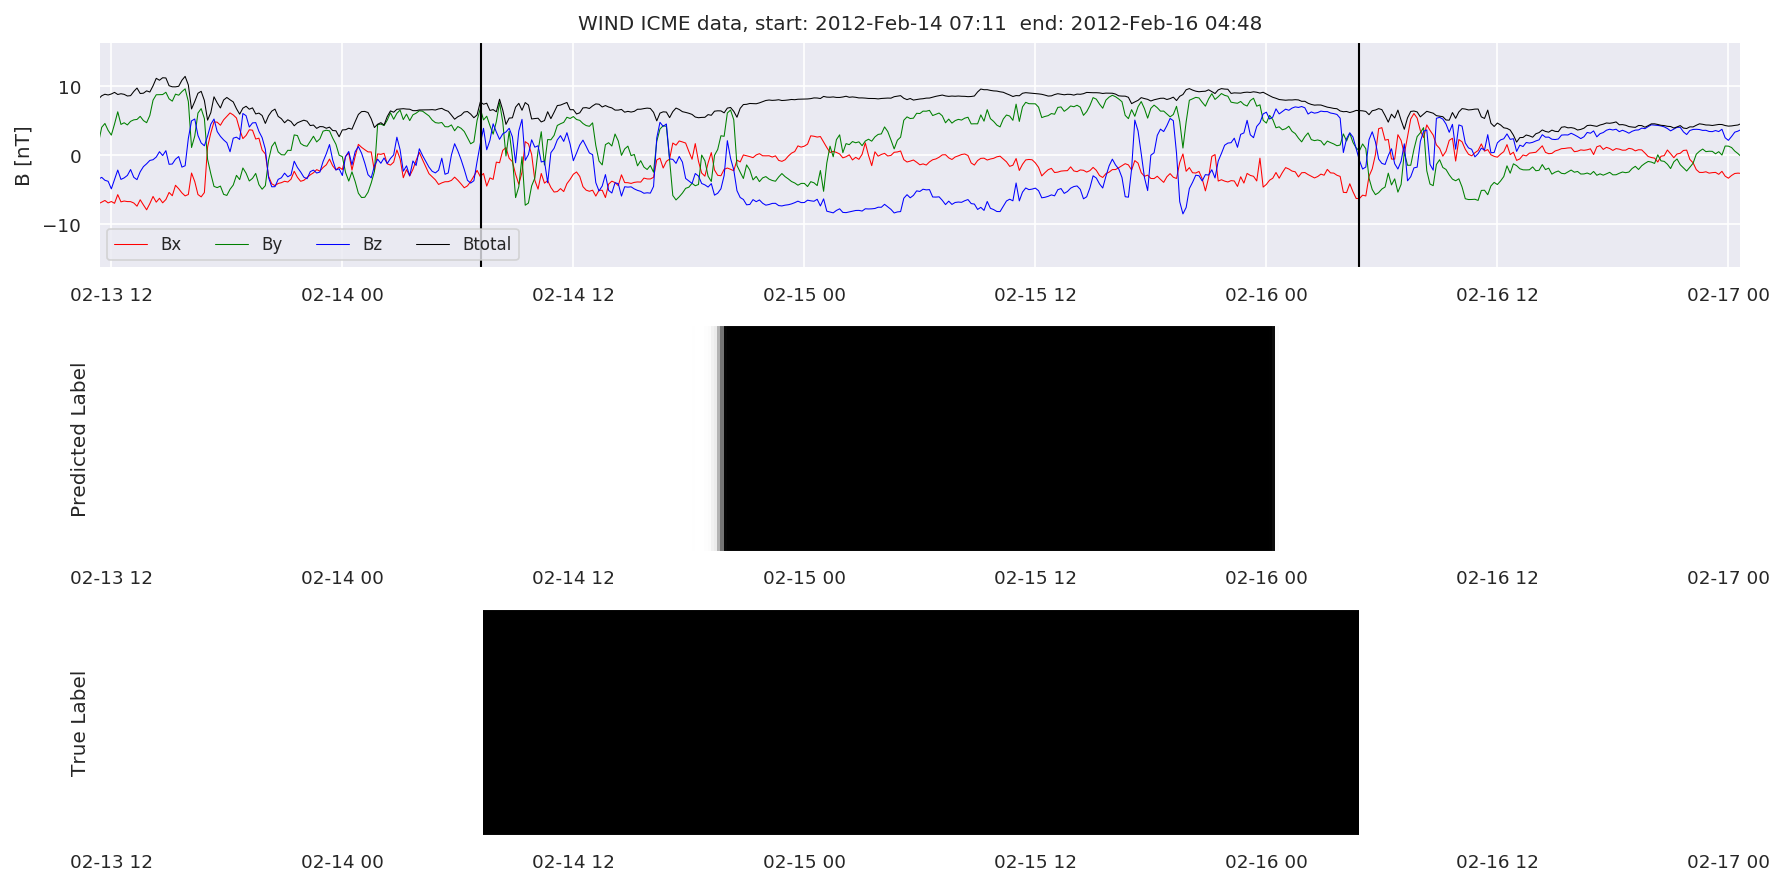 WIND ICME data, start: 2012-Feb-14 07:11  end: 2012-Feb-16 04:48
B [nT]
10
0
−10
Bx By Bz Btotal
02-13 12 02-14 00 02-14 12 02-15 00 02-15 12 02-16 00 02-16 12 02-17 00
Predicted Label
02-13 12 02-14 00 02-14 12 02-15 00 02-15 12 02-16 00 02-16 12 02-17 00
True Label
02-13 12 02-14 00 02-14 12 02-15 00 02-15 12 02-16 00 02-16 12 02-17 00